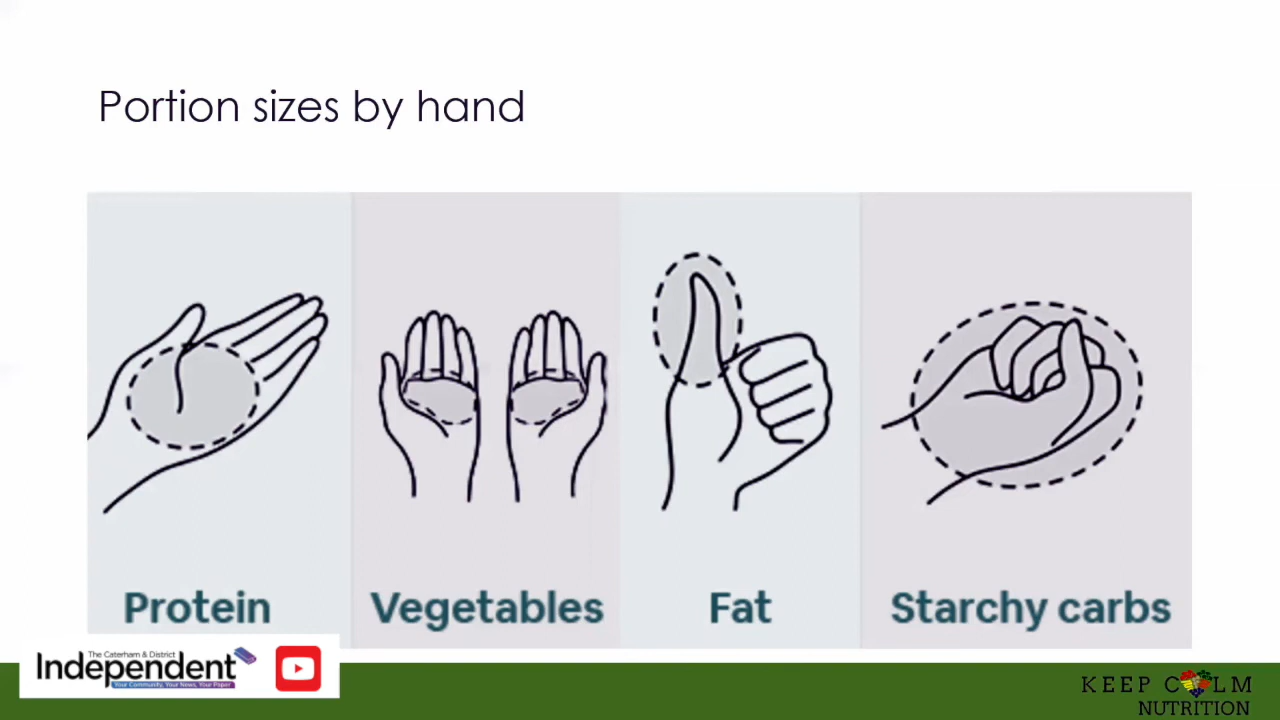 Portion sizes by hand
Protein
Vegetables
Fat
Starchy carbs
The Caterham & District
Independent
Your Community, Your News, Your Paper
KEEP C LM
NUTRITION